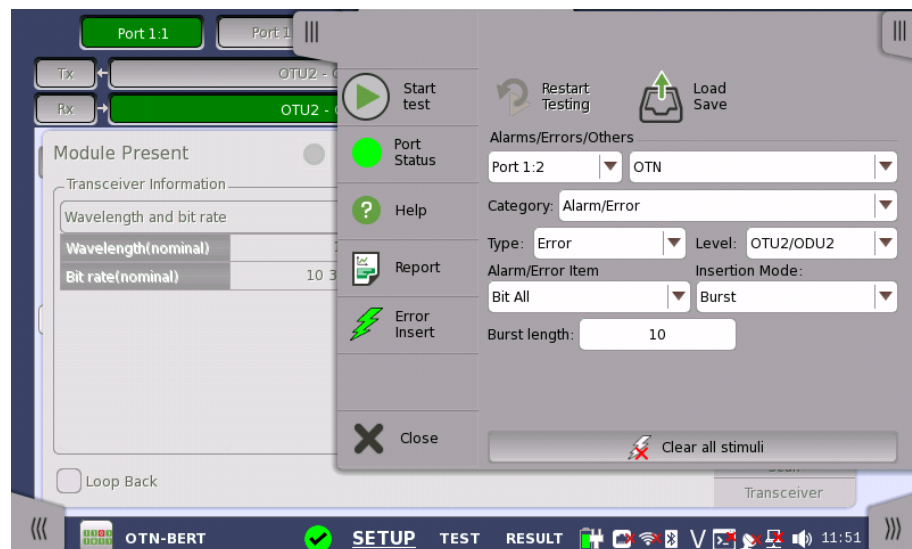 Port 1:1
Port 1
Tx
OTU2 -
Rx
OTU2 -
Module Present
Transceiver Information
Wavelength and bit rate
Wavelength(nominal)
Bit rate(nominal)
10 3
Loop Back
Start
test
Port
Status
Help
Report
Error
Insert
Close
Restart
Testing
Load
Save
Alarms/Errors/Others
Port 1:2
OTN
Category: Alarm/Error
Type: Error
Level: OTU2/ODU2
Alarm/Error Item
Insertion Mode:
Bit All
Burst
Burst length: 10
Clear all stimuli
Transceiver
OTN-BERT
SETUP TEST RESULT
11:51